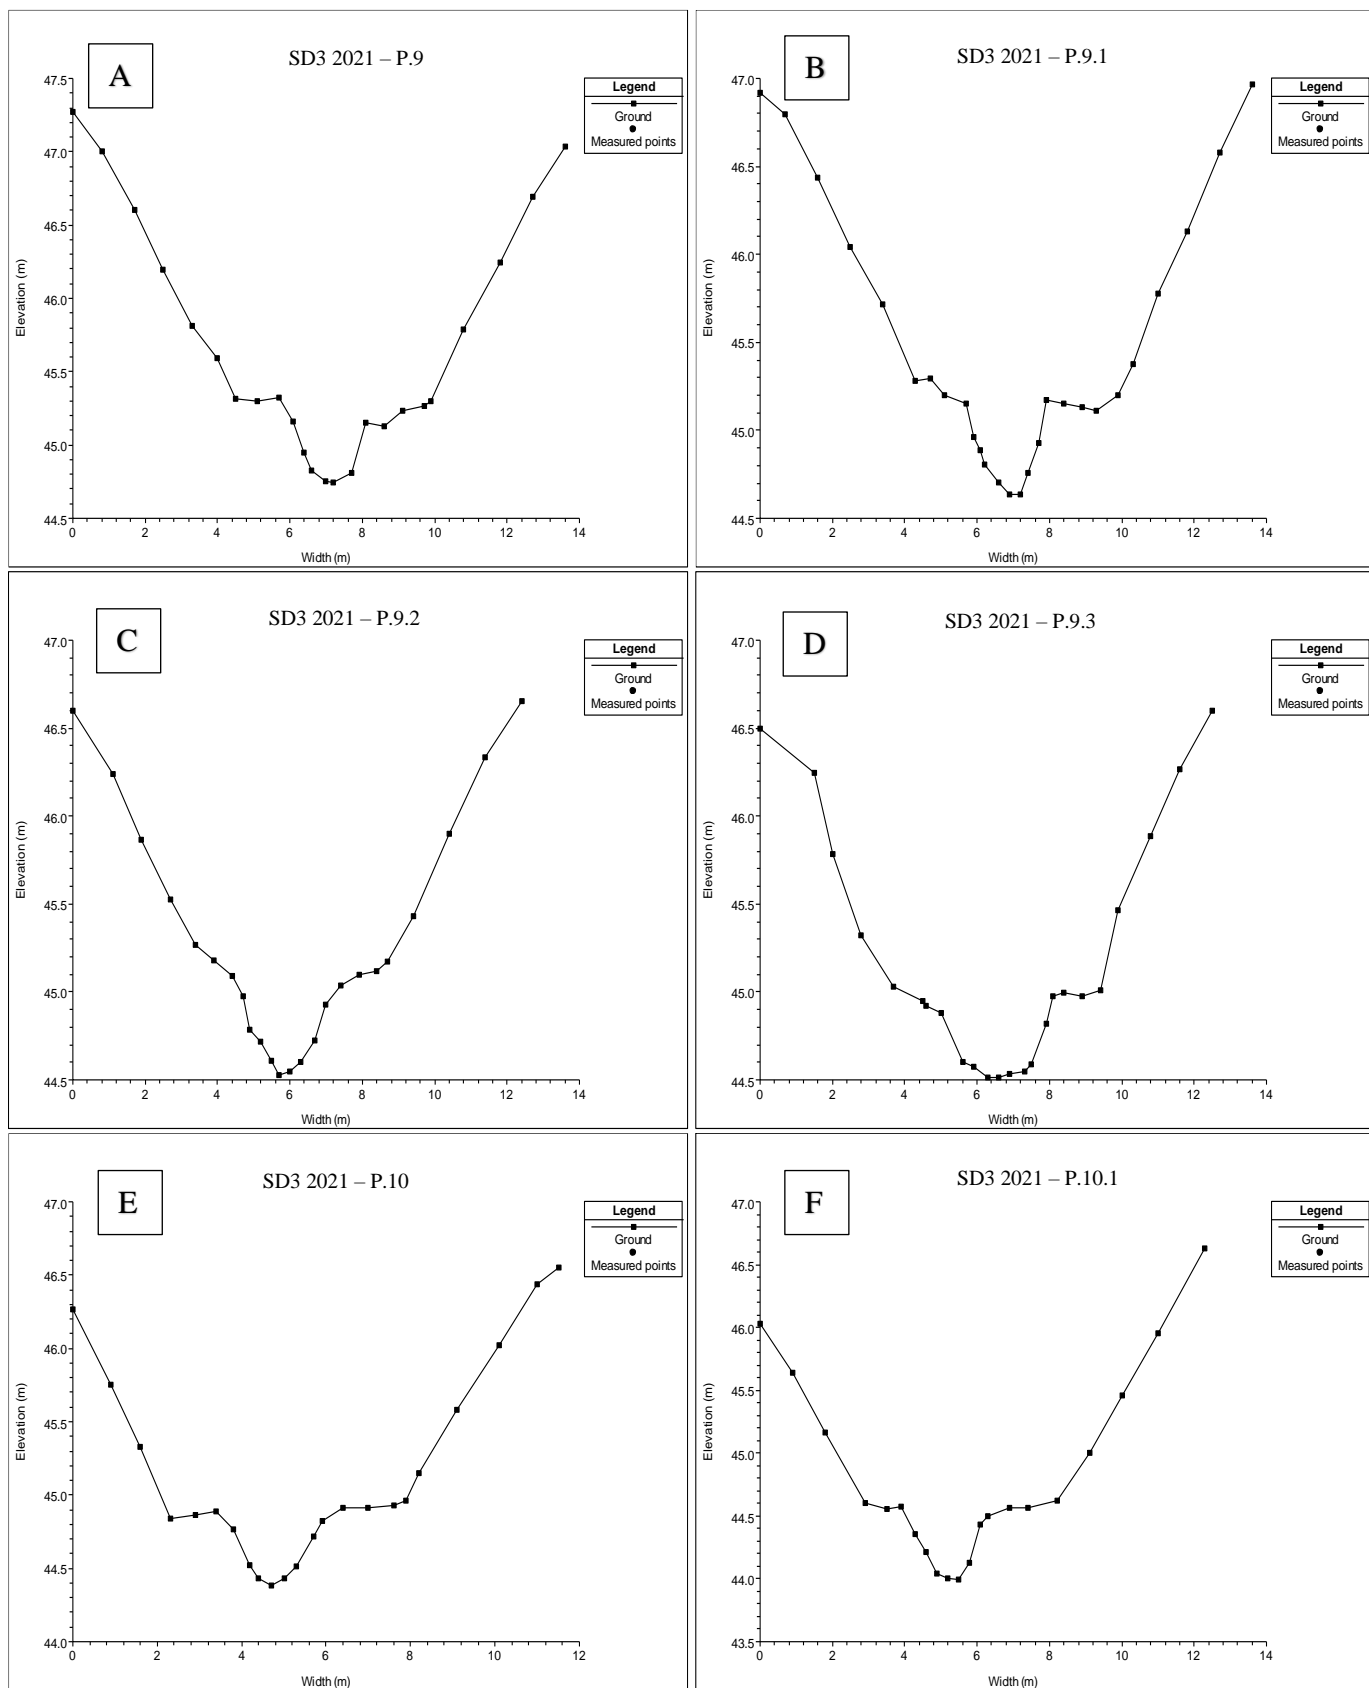 A
SD3 2021 – P.9
Legend
Ground
Measured points
47.5
47.0
46.5
46.0
45.5
45.0
44.5
0 2 4 6 8 10 12 14
Elevation (m)
Width (m)
B
SD3 2021 – P.9.1
Legend
Ground
Measured points
47.0
46.5
46.0
45.5
45.0
44.5
0 2 4 6 8 10 12 14
Elevation (m)
Width (m)
C
SD3 2021 – P.9.2
Legend
Ground
Measured points
47.0
46.5
46.0
45.5
45.0
44.5
0 2 4 6 8 10 12 14
Elevation (m)
Width (m)
D
SD3 2021 – P.9.3
Legend
Ground
Measured points
47.0
46.5
46.0
45.5
45.0
44.5
0 2 4 6 8 10 12 14
Elevation (m)
Width (m)
E
SD3 2021 – P.10
Legend
Ground
Measured points
47.0
46.5
46.0
45.5
45.0
44.5
44.0
0 2 4 6 8 10 12
Elevation (m)
Width (m)
F
SD3 2021 – P.10.1
Legend
Ground
Measured points
47.0
46.5
46.0
45.5
45.0
44.5
44.0
43.5
0 2 4 6 8 10 12 14
Elevation (m)
Width (m)